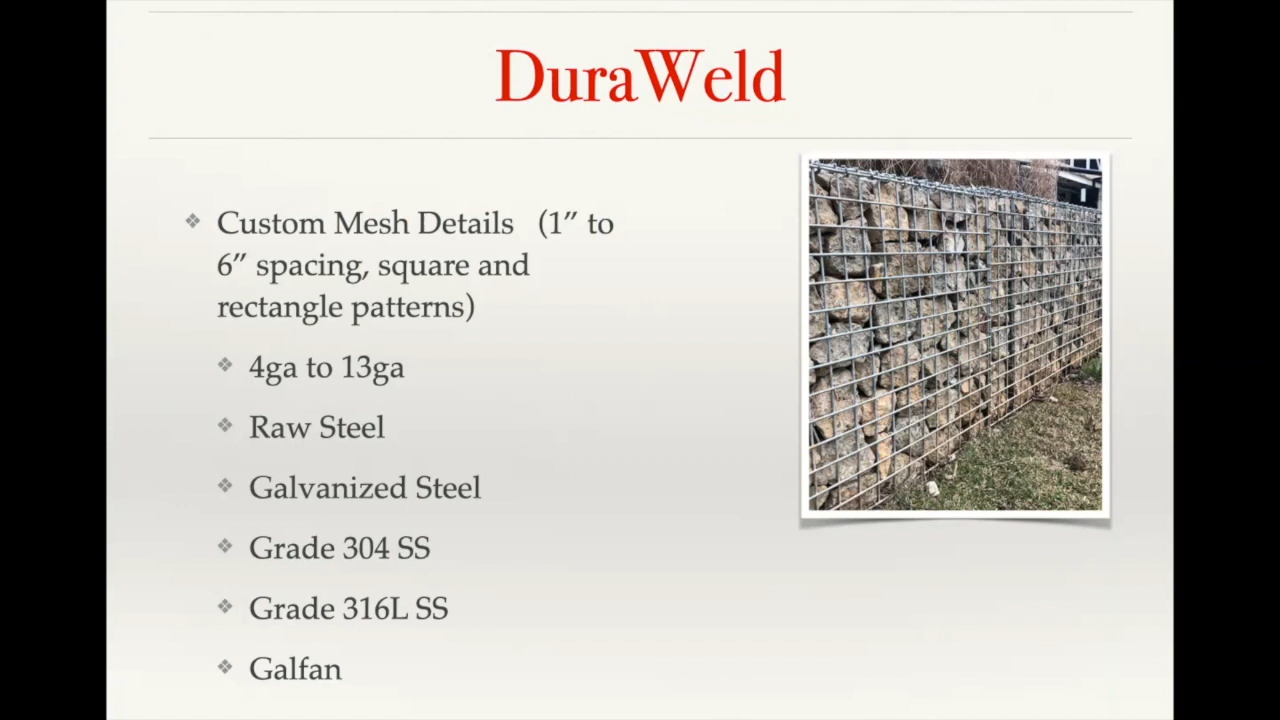 DuraWeld
Custom Mesh Details (1” to
6” spacing, square and
rectangle patterns)
4ga to 13ga
Raw Steel
Galvanized Steel
Grade 304 SS
Grade 316L SS
Galfan